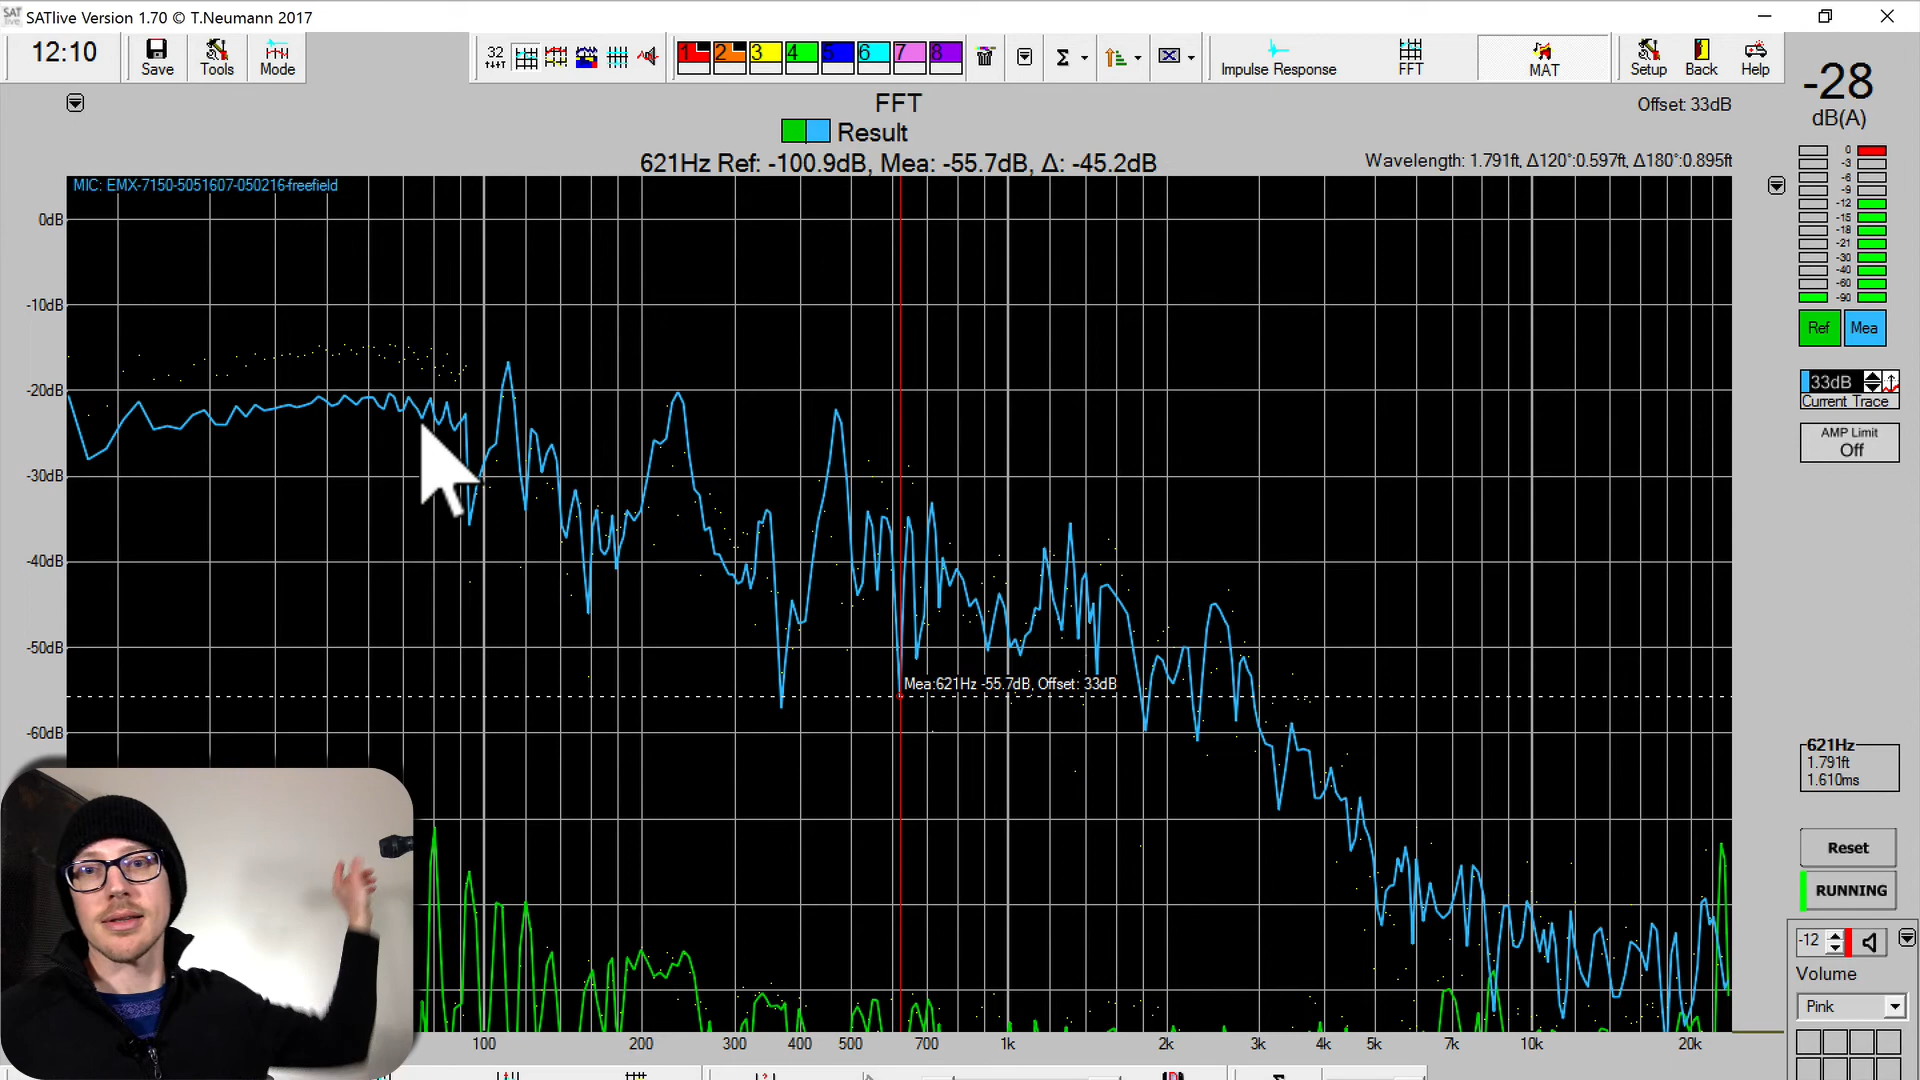 SAT live SATlive Version 1.70 © T.Neumann 2017
12:10 Save Tools Mode 32 1 2 3 4 5 6 7 8 Σ Impulse Response FFT MAT Setup Back Help
-28
dB(A)
FFT
Offset: 33dB
Result
621Hz Ref: -100.9dB, Mea: -55.7dB, Δ: -45.2dB
Wavelength: 1.791ft, Δ120°:0.597ft, Δ180°:0.895ft
MIC: EMX-7150-5051607-050216-freefield
0dB
-10dB
-20dB
-30dB
-40dB
-50dB
-60dB
Mea:621Hz -55.7dB, Offset: 33dB
100 200 300 400 500 700 1k 2k 3k 4k 5k 7k 10k 20k
0
-3
-6
-9
-12
-15
-18
-21
-30
-40
-60
-90
Ref Mea
33dB
Current Trace
AMP Limit
Off
621Hz
1.791ft
1.610ms
Reset
RUNNING
-12
Volume
Pink